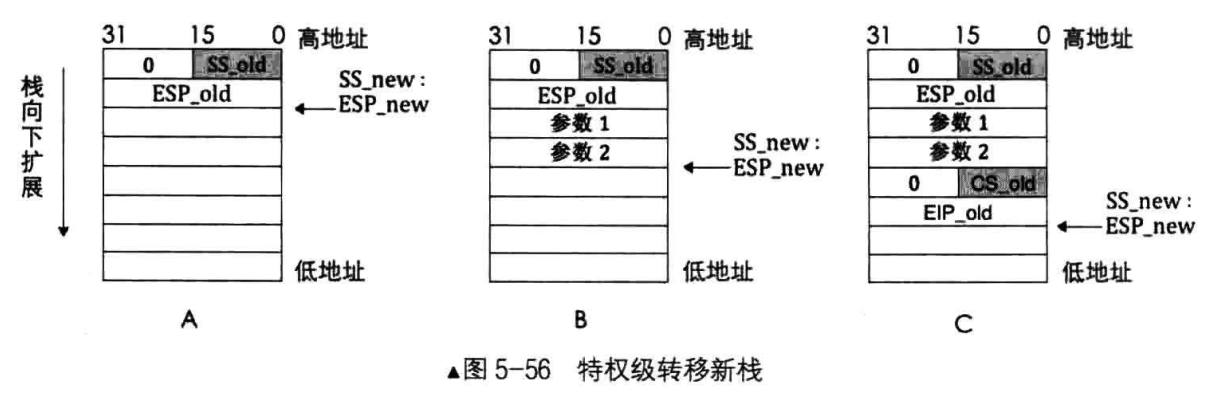 31 15 0 高地址
0 SS_old
ESP_old
SS_new:
ESP_new
栈向下扩展
低地址
A
31 15 0 高地址
0 SS_old
ESP_old
参数 1
参数 2
SS_new:
ESP_new
低地址
B
31 15 0 高地址
0 SS_old
ESP_old
参数 1
参数 2
0 CS_old
EIP_old
SS_new:
ESP_new
低地址
C
▲图 5-56 特权级转移新栈